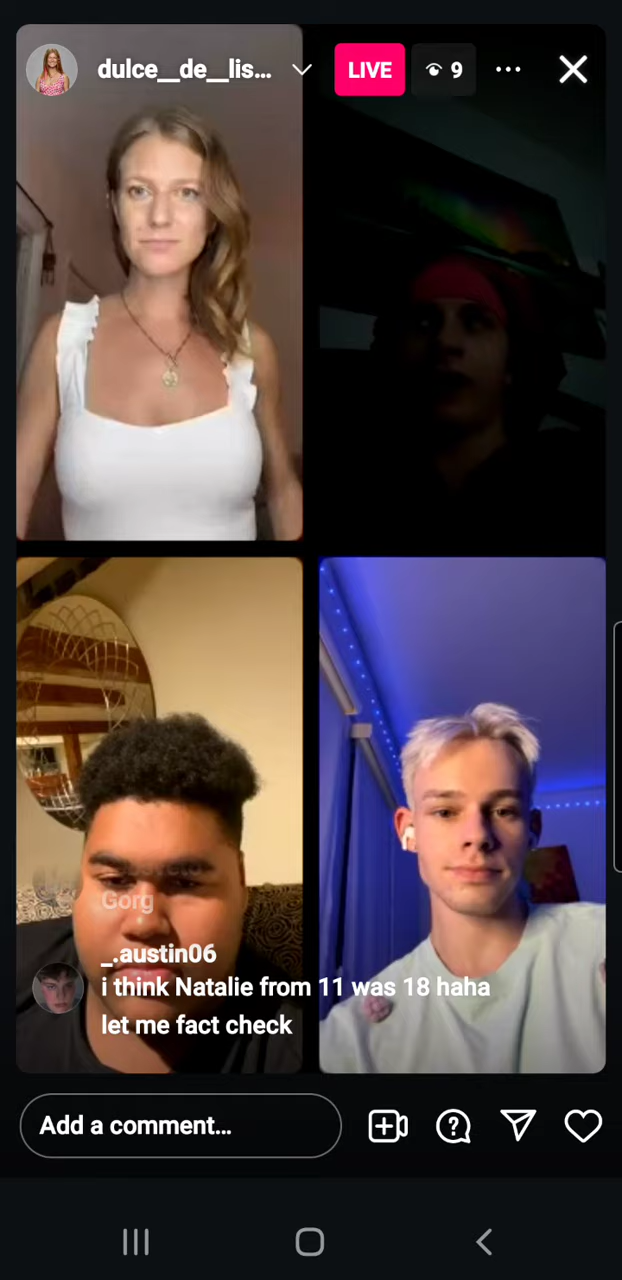 dulce__de__lis...
LIVE
9
Gorg
_.austin06
i think Natalie from 11 was 18 haha
let me fact check
Add a comment...